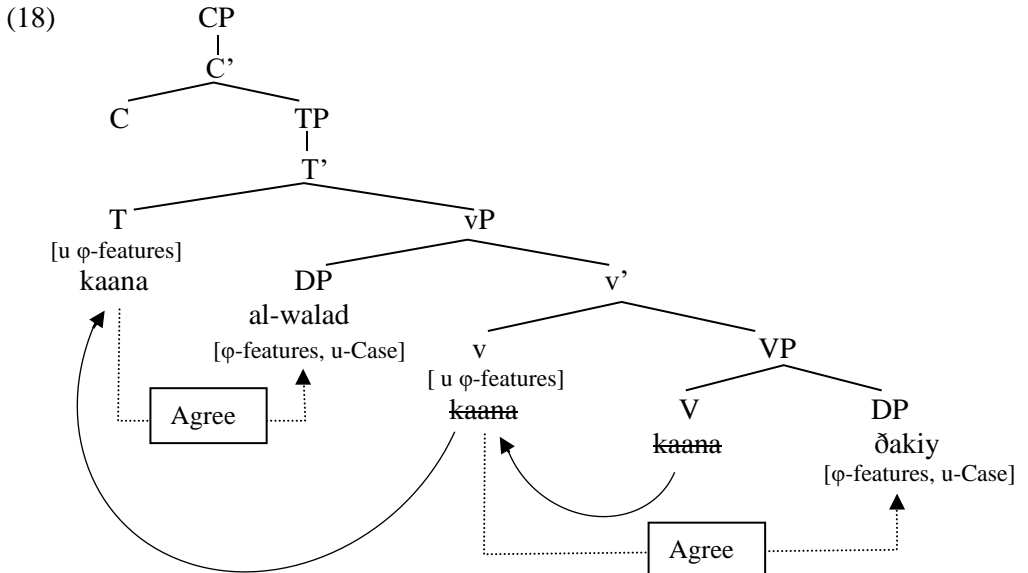 (18) CP
C’
C TP
T’
T vP
[u φ-features]
kaana DP v’
al-walad
[φ-features, u-Case] v VP
[ u φ-features]
Agree kaana V DP
kaana ðakiy
[φ-features, u-Case]
Agree